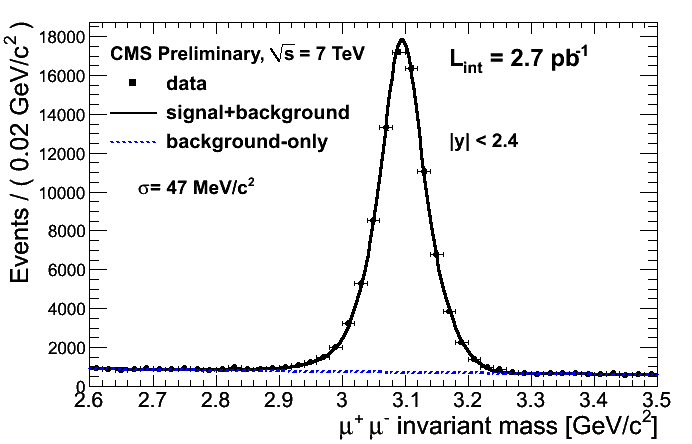 Events / ( 0.02 GeV/c² )
18000
16000
14000
12000
10000
8000
6000
4000
2000
0
CMS Preliminary, √s = 7 TeV
data
signal+background
background-only
σ= 47 MeV/c²
L_int = 2.7 pb⁻¹
|y| < 2.4
2.6 2.7 2.8 2.9 3 3.1 3.2 3.3 3.4 3.5
μ⁺ μ⁻ invariant mass [GeV/c²]